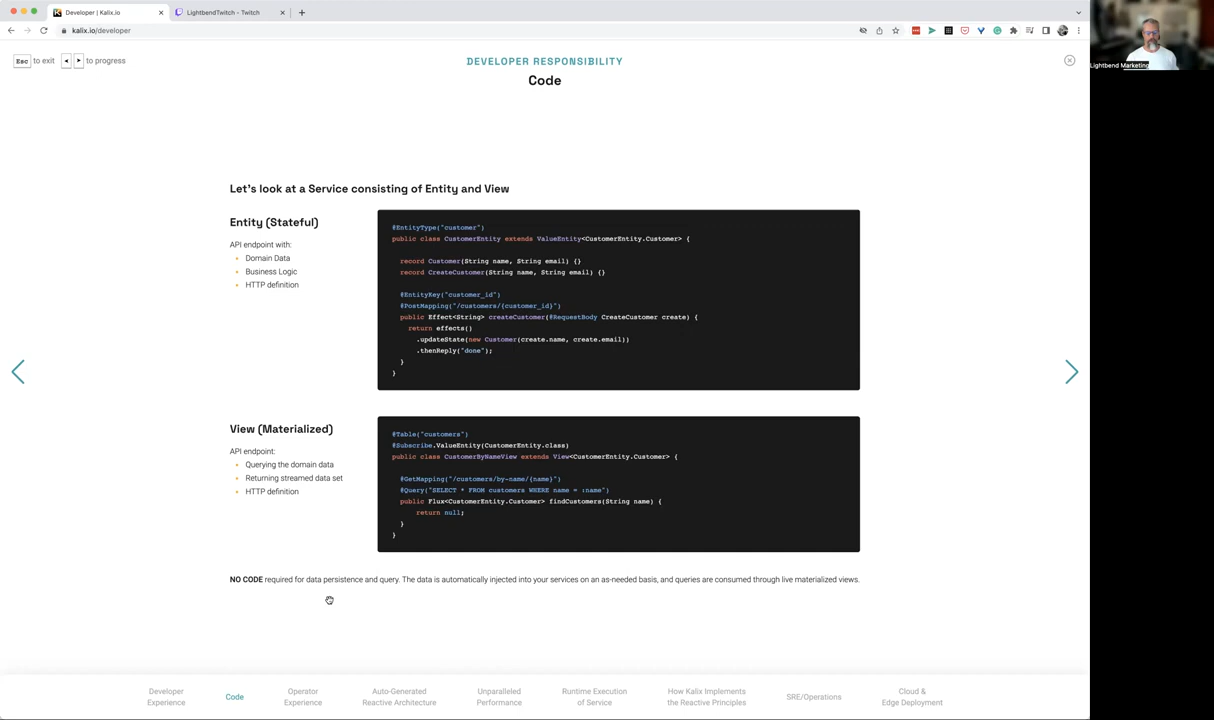 Developer | Kalix.io
LightbendTwitch - Twitch
kalix.io/developer
Lightbend Marketing
Esc to exit to progress
DEVELOPER RESPONSIBILITY
Code
Let's look at a Service consisting of Entity and View
Entity (Stateful)
API endpoint with:
Domain Data
Business Logic
HTTP definition
#EntityType("customer")
public class CustomerEntity extends ValueEntity<CustomerEntity.Customer> {
record Customer(String name, String email) {}
record CreateCustomer(String name, String email) {}
#EntityKey("customer_id")
#PostMapping("/customers/{customer_id}")
public Effect<String> createCustomer(#RequestBody CreateCustomer create) {
return effects()
.updateState(new Customer(create.name, create.email))
.thenReply("done");
}
}
View (Materialized)
API endpoint:
Querying the domain data
Returning streamed data set
HTTP definition
#Table("customers")
#Subscribe.ValueEntity(CustomerEntity.class)
public class CustomerByNameView extends View<CustomerEntity.Customer> {
#GetMapping("/customers/by-name/{name}")
#Query("SELECT * FROM customers WHERE name = :name")
public Flux<CustomerEntity.Customer> findCustomers(String name) {
return null;
}
}
NO CODE required for data persistence and query. The data is automatically injected into your services on an as-needed basis, and queries are consumed through live materialized views.
Developer
Experience
Code
Operator
Experience
Auto-Generated
Reactive Architecture
Unparalleled
Performance
Runtime Execution
of Service
How Kalix Implements
the Reactive Principles
SRE/Operations
Cloud &
Edge Deployment